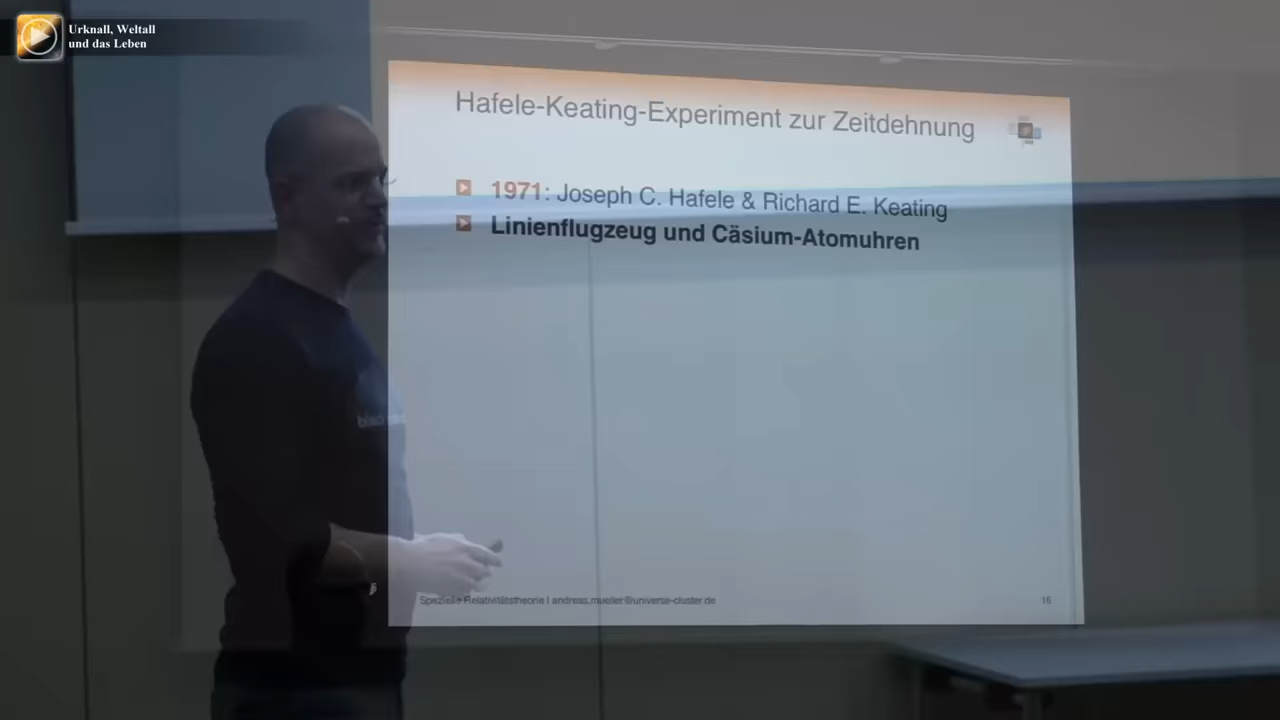 Urknall, Weltall
und das Leben
Hafele-Keating-Experiment zur Zeitdehnung
1971: Joseph C. Hafele & Richard E. Keating
Linienflugzeug und Cäsium-Atomuhren
Spezielle Relativitätstheorie | andreas.mueller@universe-cluster.de
16